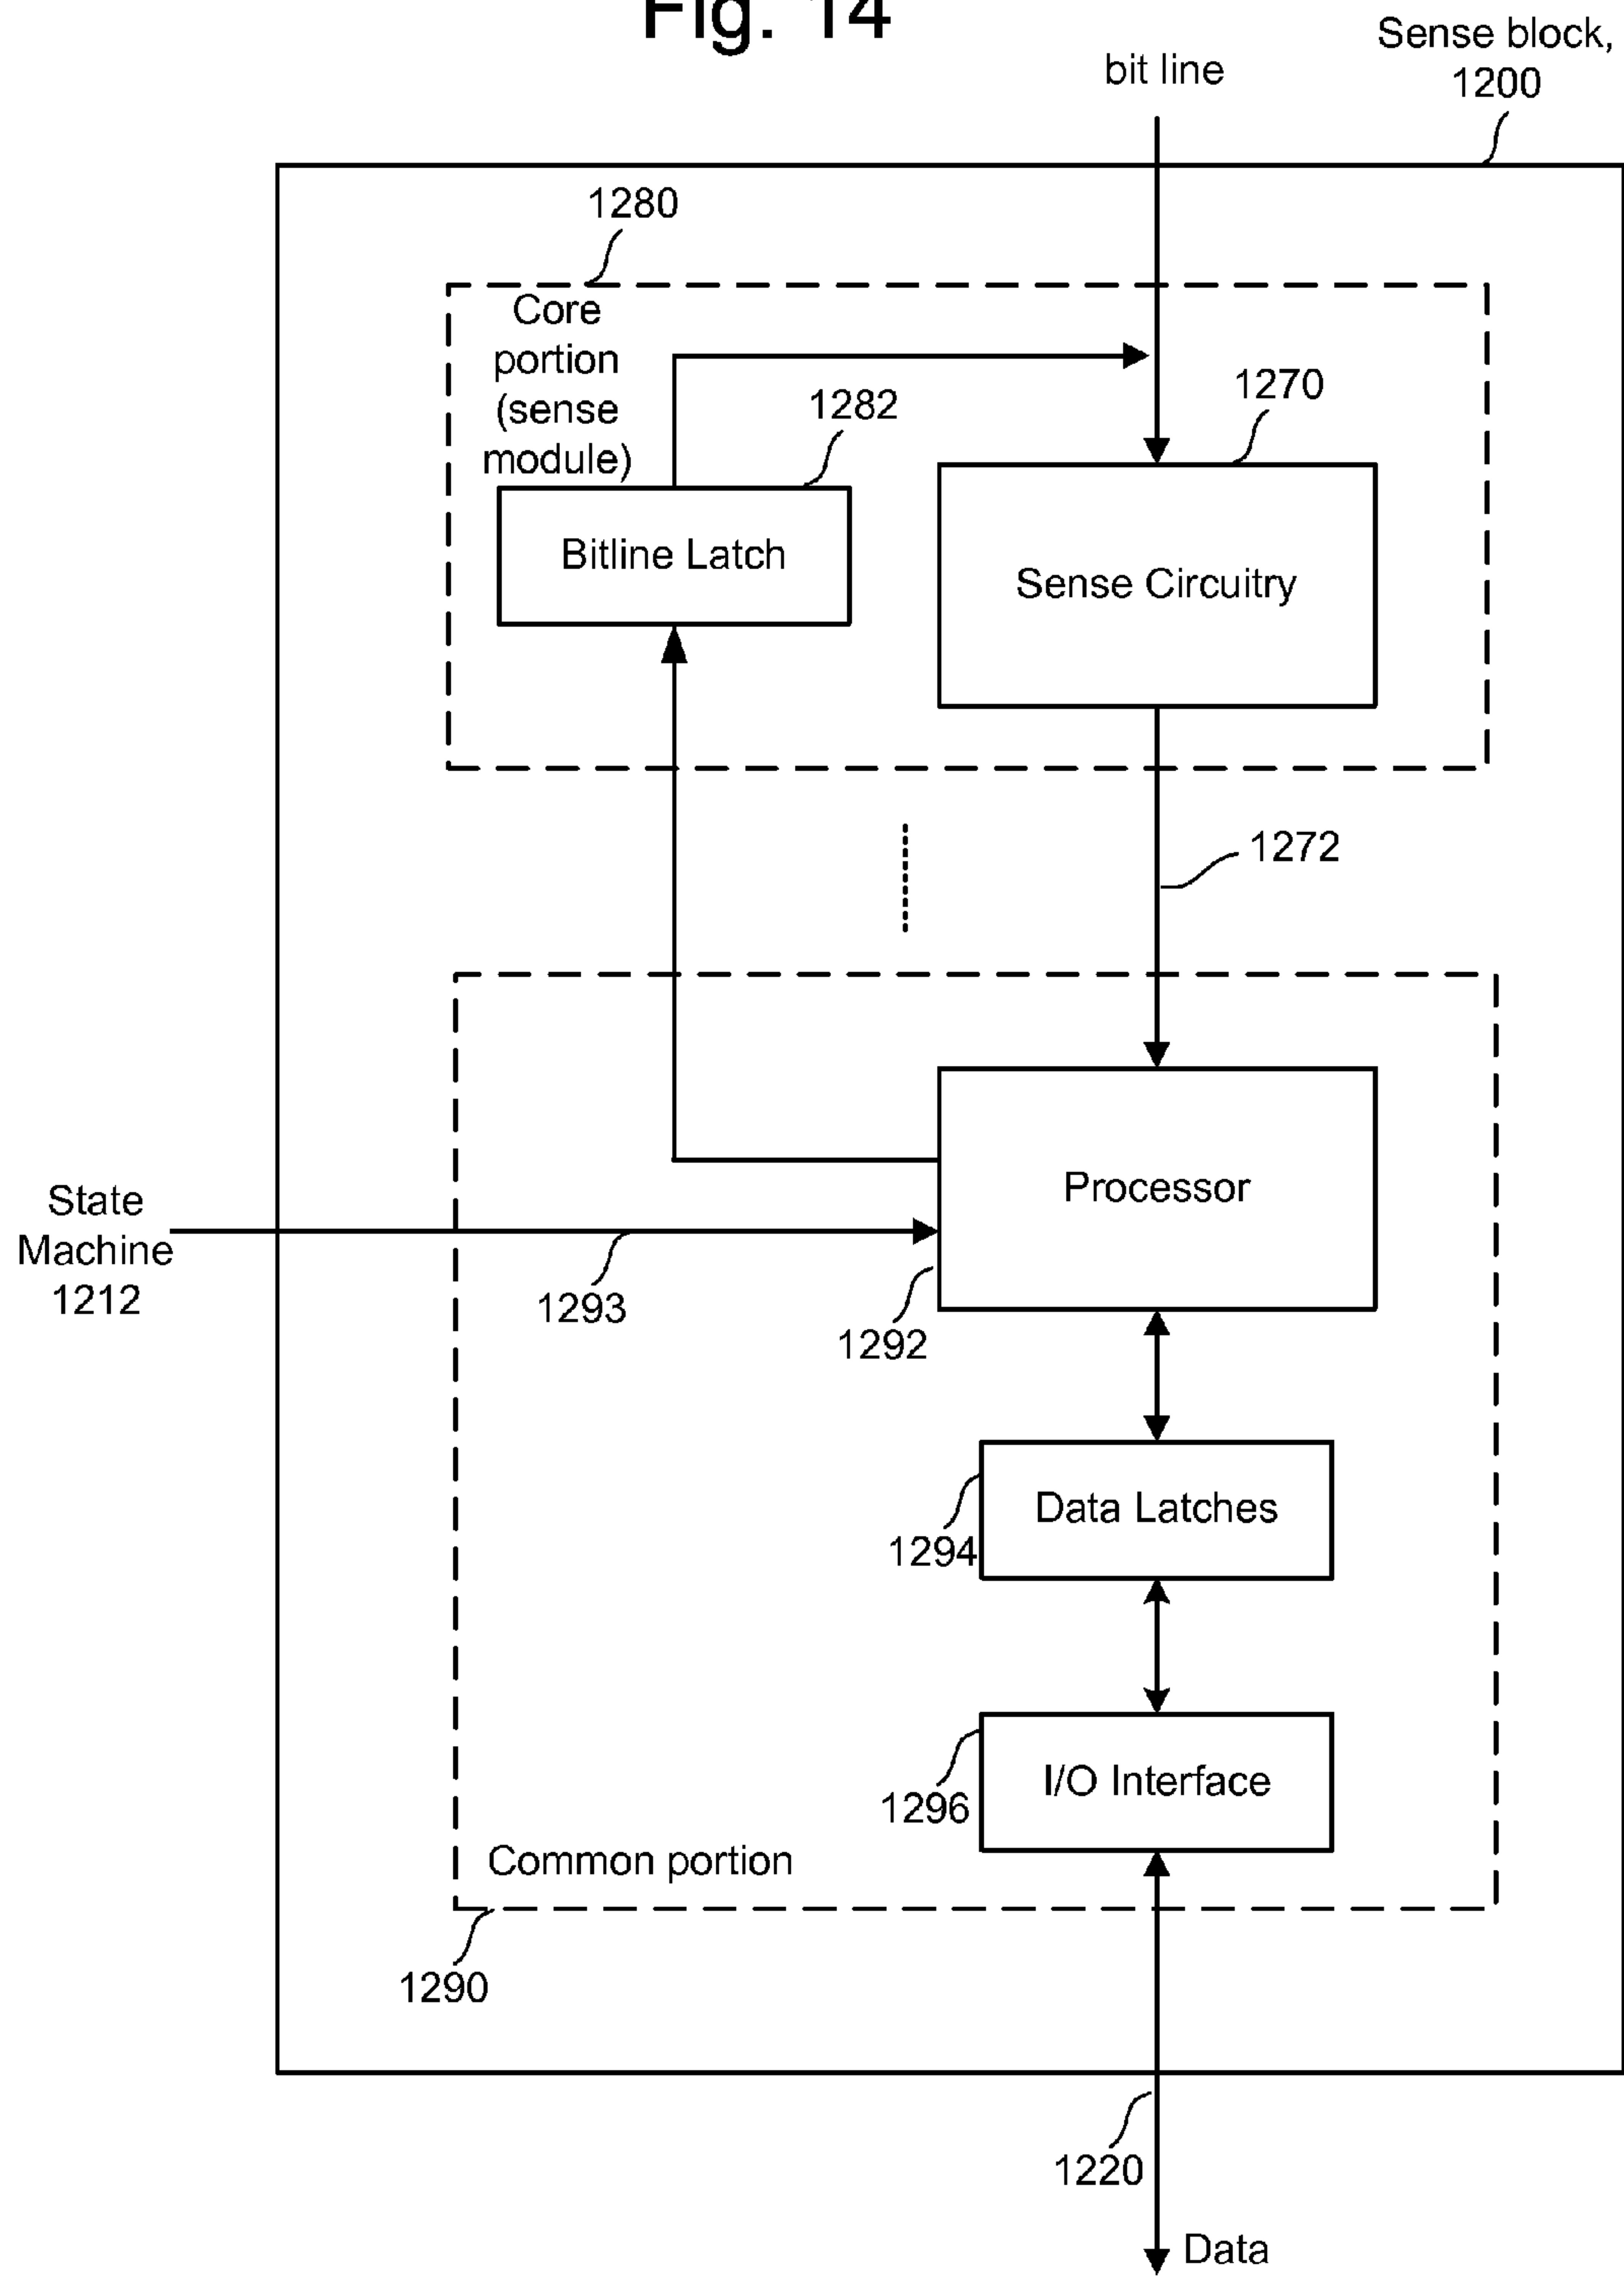 Fig. 14
Sense block,
1200
bit line
1280
Core
portion
(sense
module)
1282
1270
Bitline Latch
Sense Circuitry
1272
Processor
State
Machine
1212
1293
1292
Data Latches
1294
I/O Interface
1296
Common portion
1290
1220
Data